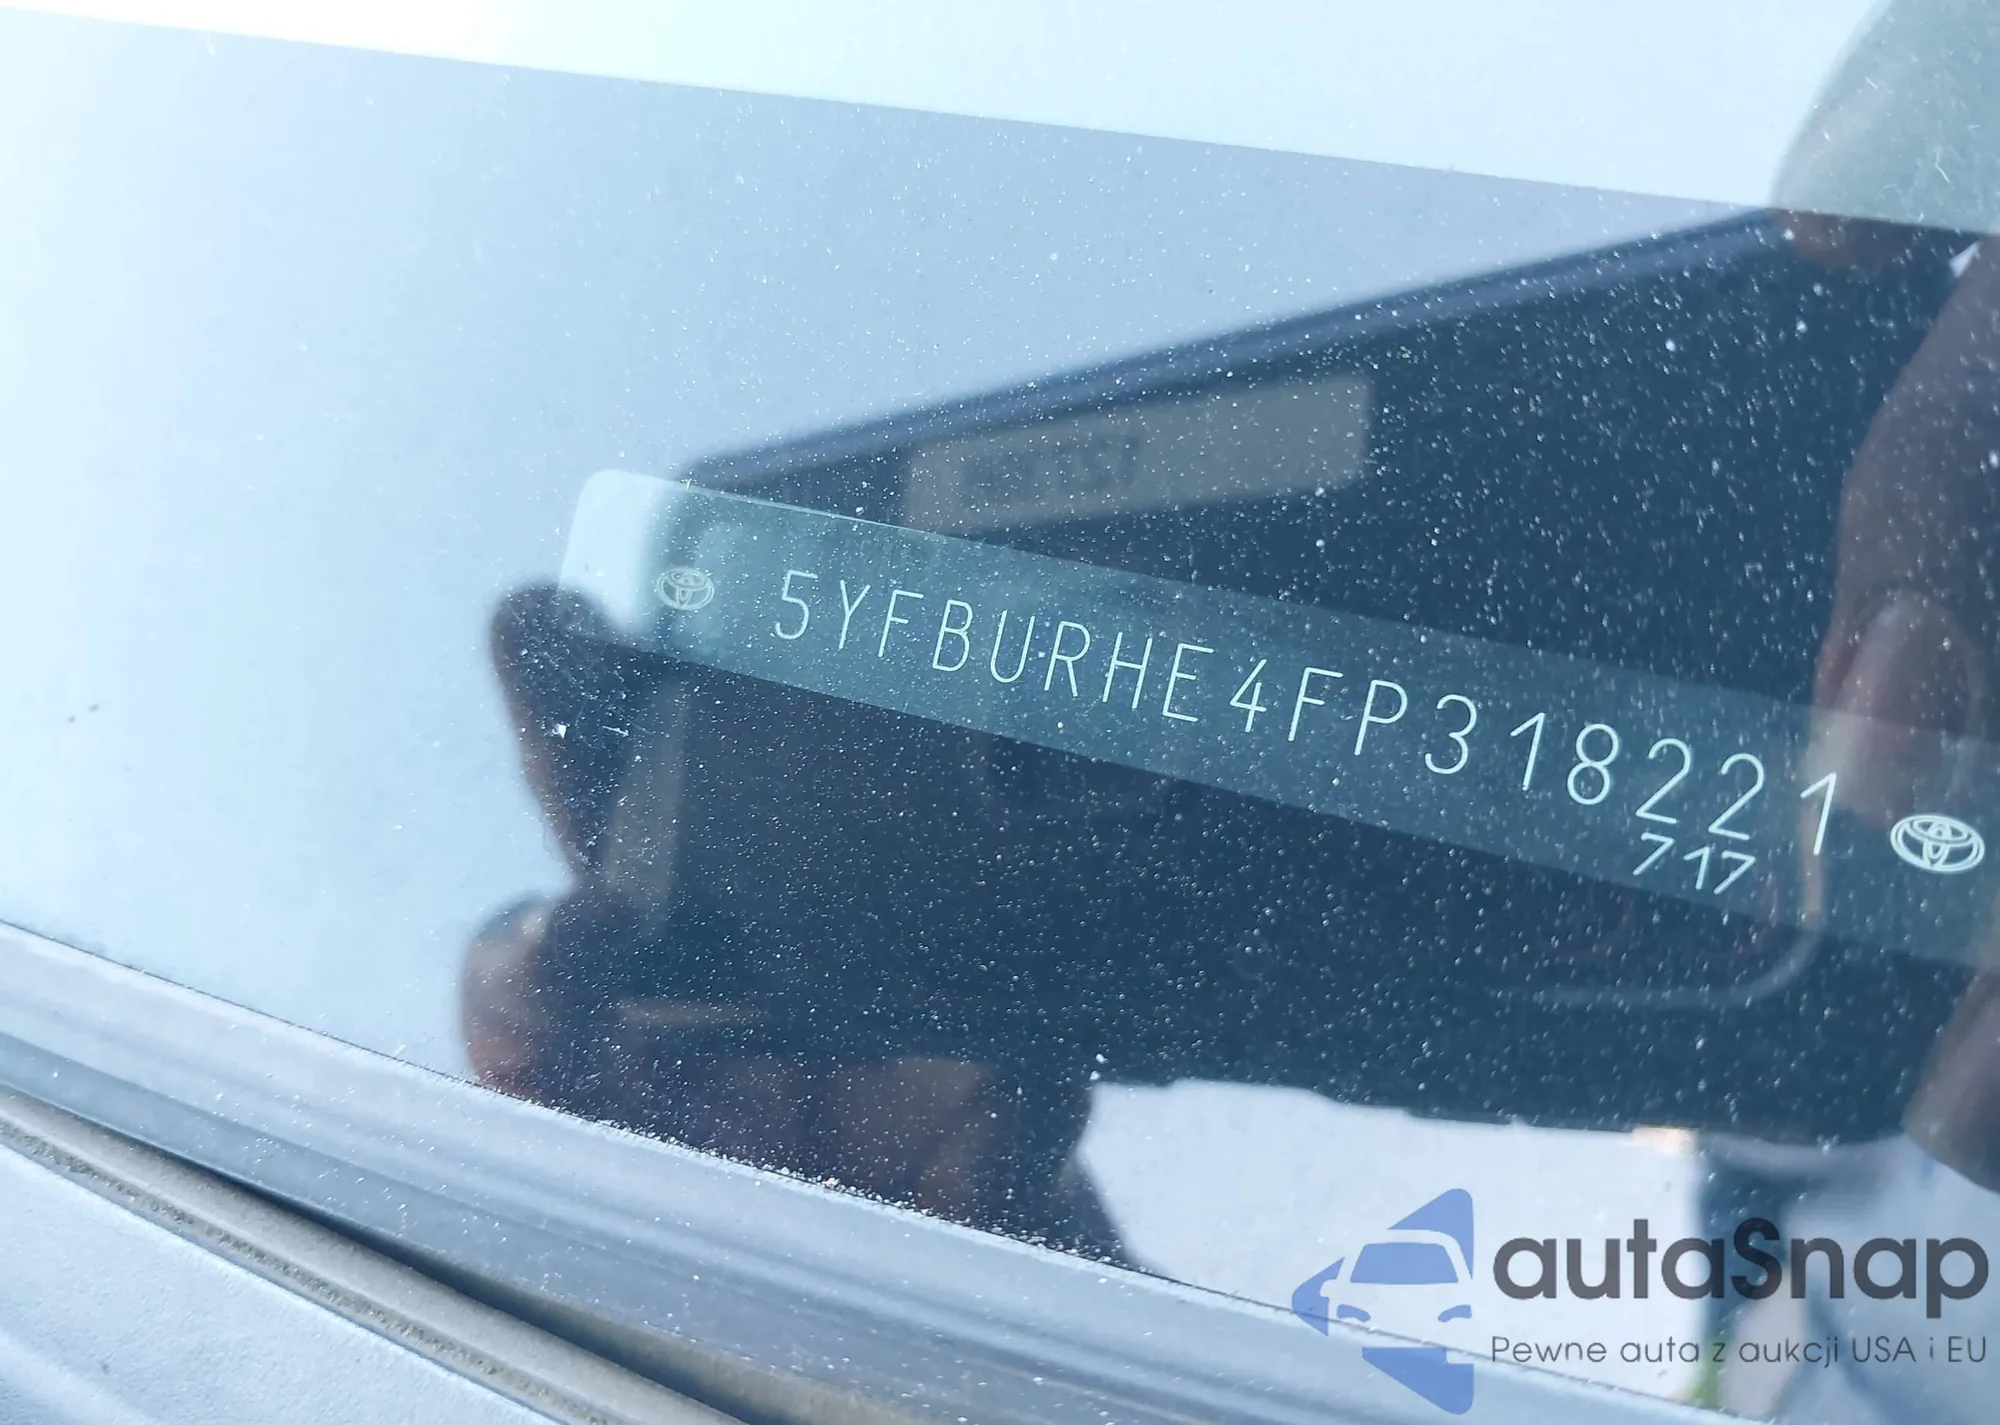 5YFBURHE4FP318221
717
autaSnap
Pewne auta z aukcji USA i EU